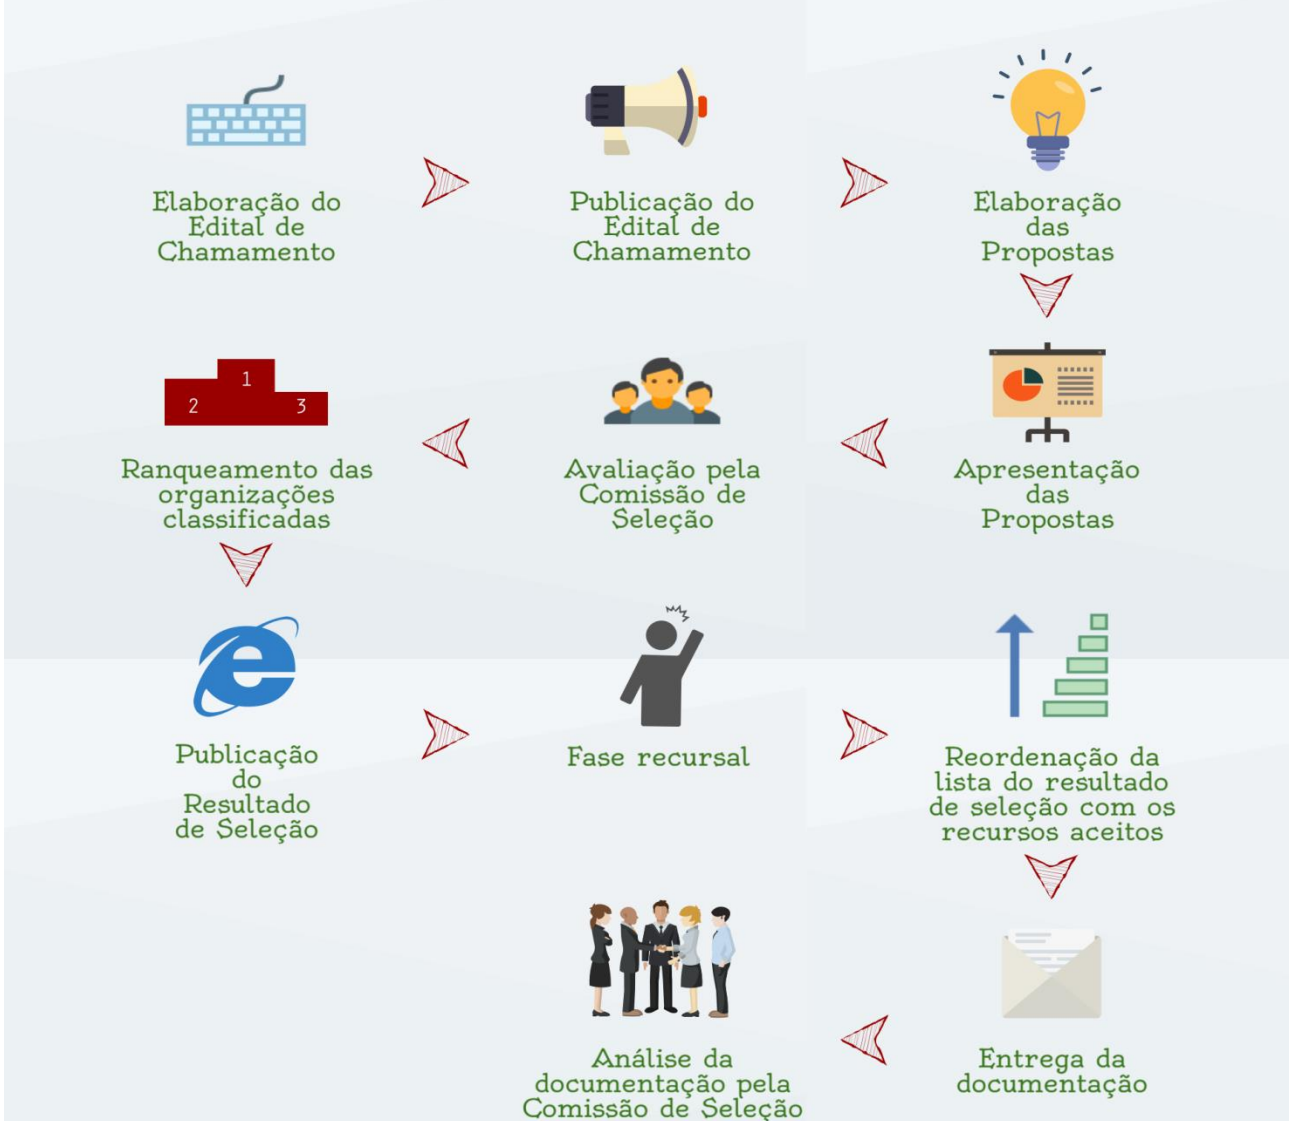 Elaboração do
Edital de
Chamamento
Publicação do
Edital de
Chamamento
Elaboração
das
Propostas
1
2
3
Ranqueamento das
organizações
classificadas
Avaliação pela
Comissão de
Seleção
Apresentação
das
Propostas
Publicação
do
Resultado
de Seleção
Fase recursal
Reordenação da
lista do resultado
de seleção com os
recursos aceitos
Análise da
documentação pela
Comissão de Seleção
Entrega da
documentação